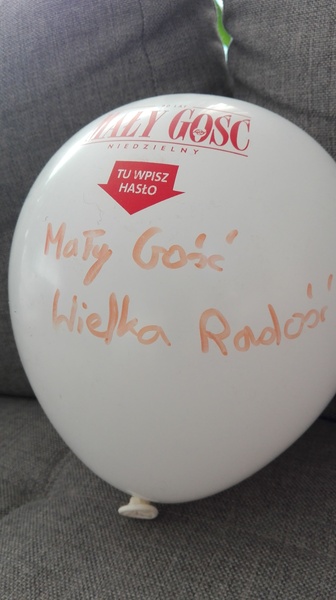 MAŁY GOŚĆ
NIEDZIELNY
TU WPISZ
HASŁO
Mały Gość
Wielka Radość